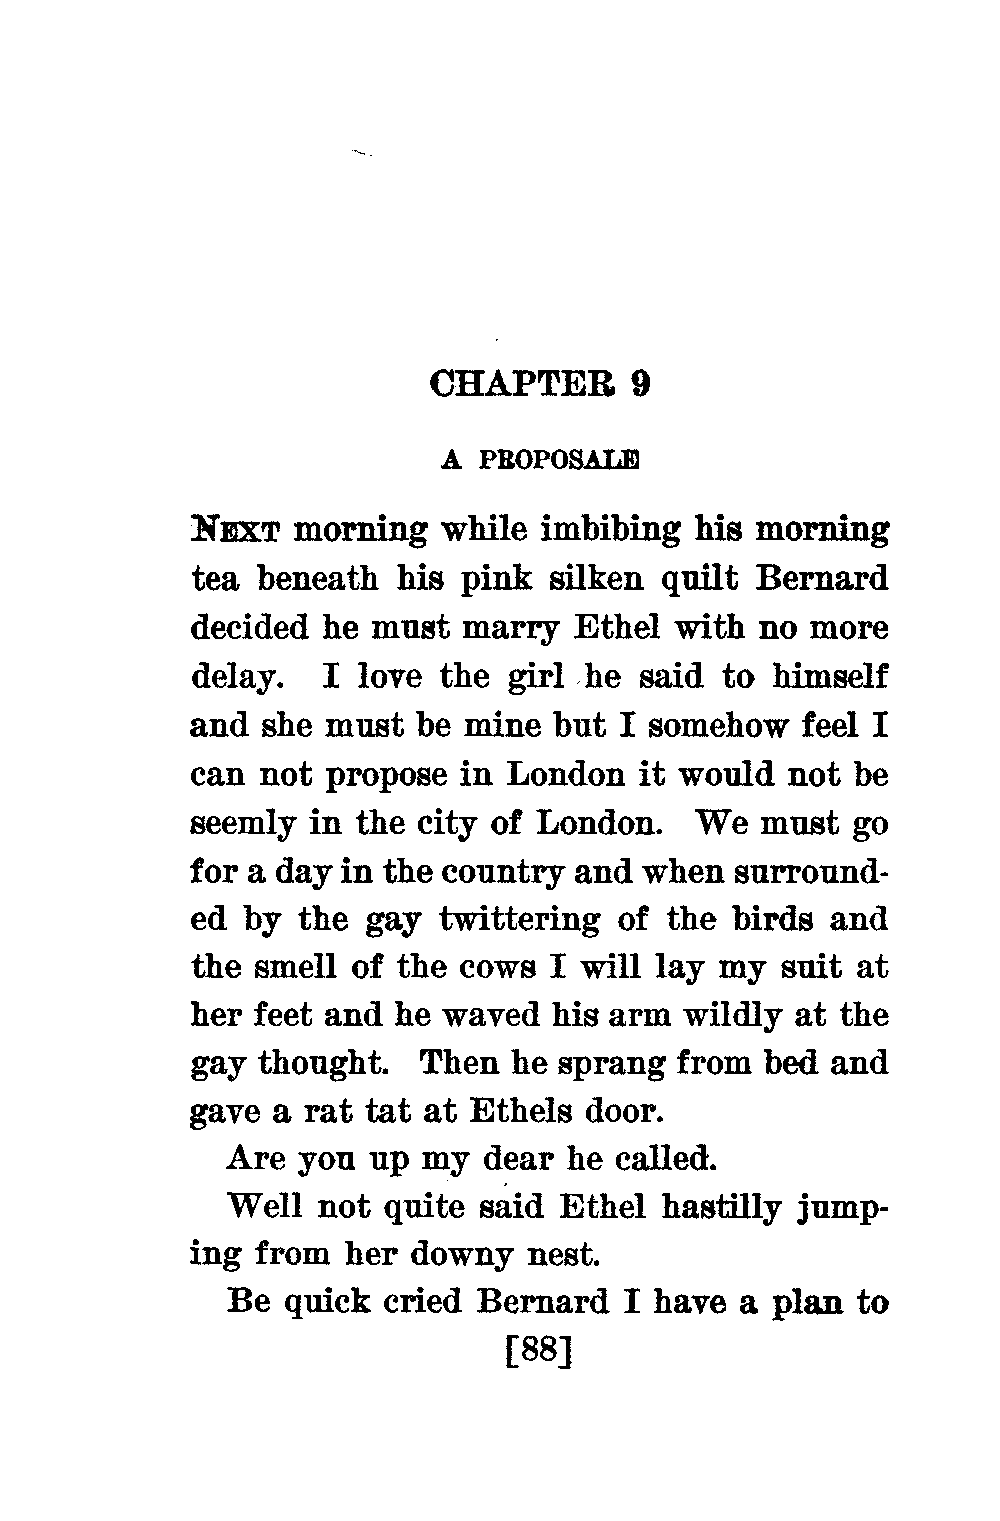 CHAPTER 9
A PROPOSALE
NEXT morning while imbibing his morning
tea beneath his pink silken quilt Bernard
decided he must marry Ethel with no more
delay. I love the girl he said to himself
and she must be mine but I somehow feel I
can not propose in London it would not be
seemly in the city of London. We must go
for a day in the country and when surround-
ed by the gay twittering of the birds and
the smell of the cows I will lay my suit at
her feet and he waved his arm wildly at the
gay thought. Then he sprang from bed and
gave a rat tat at Ethels door.
Are you up my dear he called.
Well not quite said Ethel hastilly jump-
ing from her downy nest.
Be quick cried Bernard I have a plan to
[88]